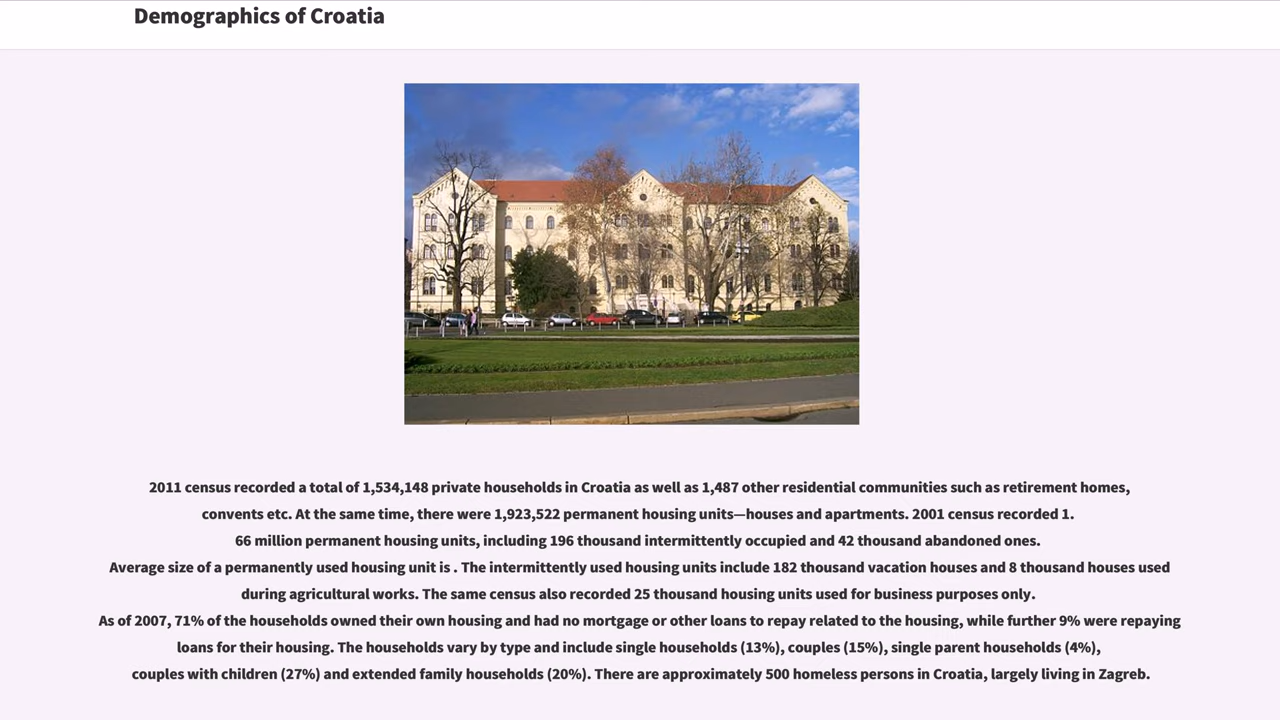 Demographics of Croatia
2011 census recorded a total of 1,534,148 private households in Croatia as well as 1,487 other residential communities such as retirement homes,
convents etc. At the same time, there were 1,923,522 permanent housing units—houses and apartments. 2001 census recorded 1.
66 million permanent housing units, including 196 thousand intermittently occupied and 42 thousand abandoned ones.
Average size of a permanently used housing unit is . The intermittently used housing units include 182 thousand vacation houses and 8 thousand houses used
during agricultural works. The same census also recorded 25 thousand housing units used for business purposes only.
As of 2007, 71% of the households owned their own housing and had no mortgage or other loans to repay related to the housing, while further 9% were repaying
loans for their housing. The households vary by type and include single households (13%), couples (15%), single parent households (4%),
couples with children (27%) and extended family households (20%). There are approximately 500 homeless persons in Croatia, largely living in Zagreb.